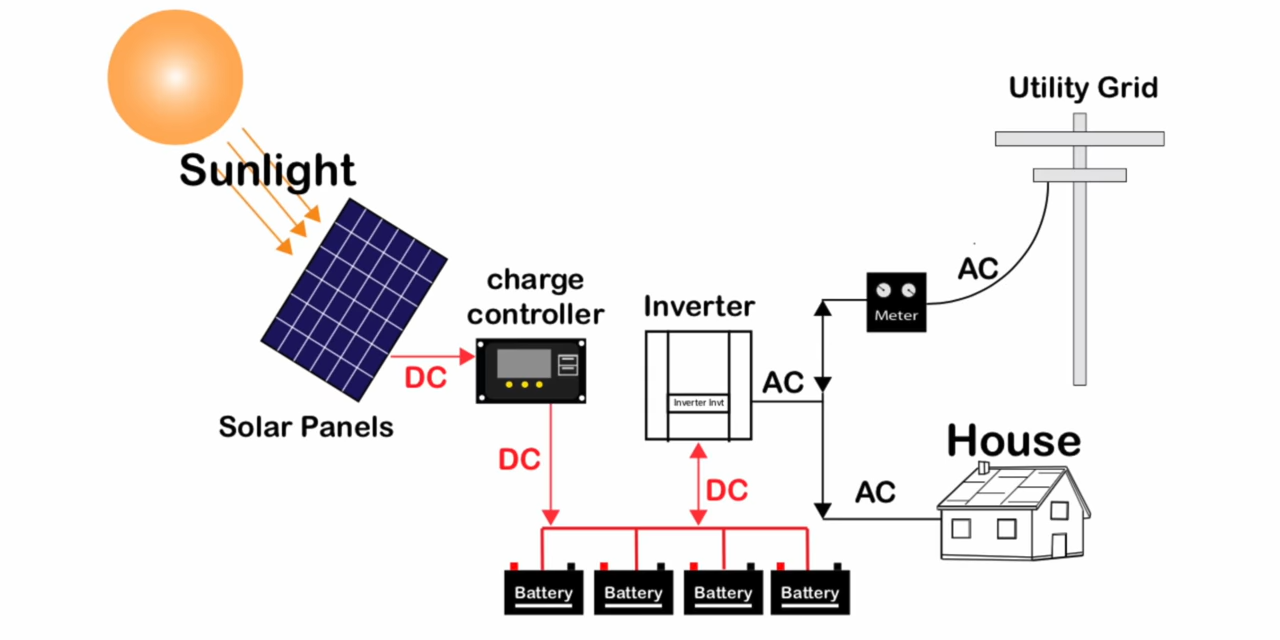 Sunlight
Utility Grid
charge
controller
Inverter
AC
Meter
DC
AC
Inverter Invt
Solar Panels
House
DC
DC
AC
Battery
Battery
Battery
Battery